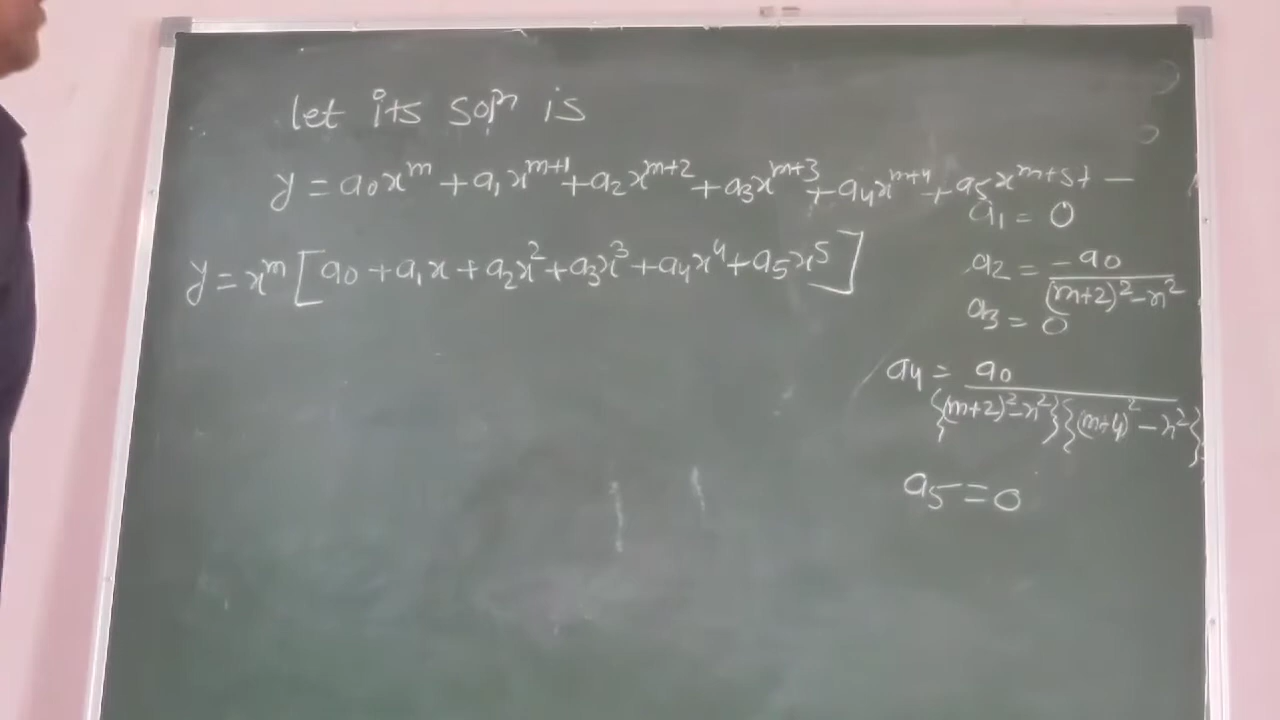 let its solⁿ is
y = a₀xᵐ + a₁xᵐ⁺¹ + a₂xᵐ⁺² + a₃xᵐ⁺³ + a₄xᵐ⁺⁴ + a₅xᵐ⁺⁵ + —
y = xᵐ [a₀ + a₁x + a₂x² + a₃x³ + a₄x⁴ + a₅x⁵]
a₁ = 0
a₂ = -a₀ / (m+2)² - n²
a₃ = 0
a₄ = a₀ / {(m+2)² - n²}{(m+4)² - n²}
a₅ = 0